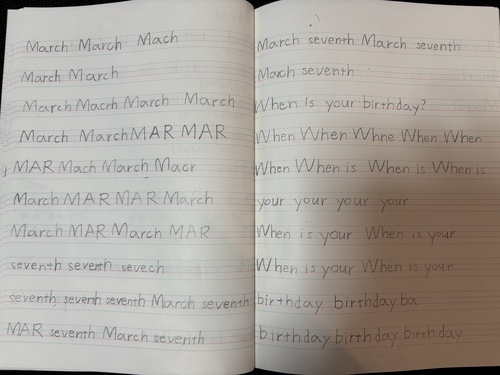 March March Mach
March March
March Macrh March March
March March MAR MAR
MAR Mach March Macr
March MAR MAR March
March MAR March MAR
seventh seventh sevech
seventh seventh seventh March seventh
MAR seventh March seventh
March seventh March seventh
March seventh
When is your birthday?
When When Whne When When
When When is When is When is
your your your your
When is your When is your
When is your When is your
birthday birthday ba
birthday birthday birthday